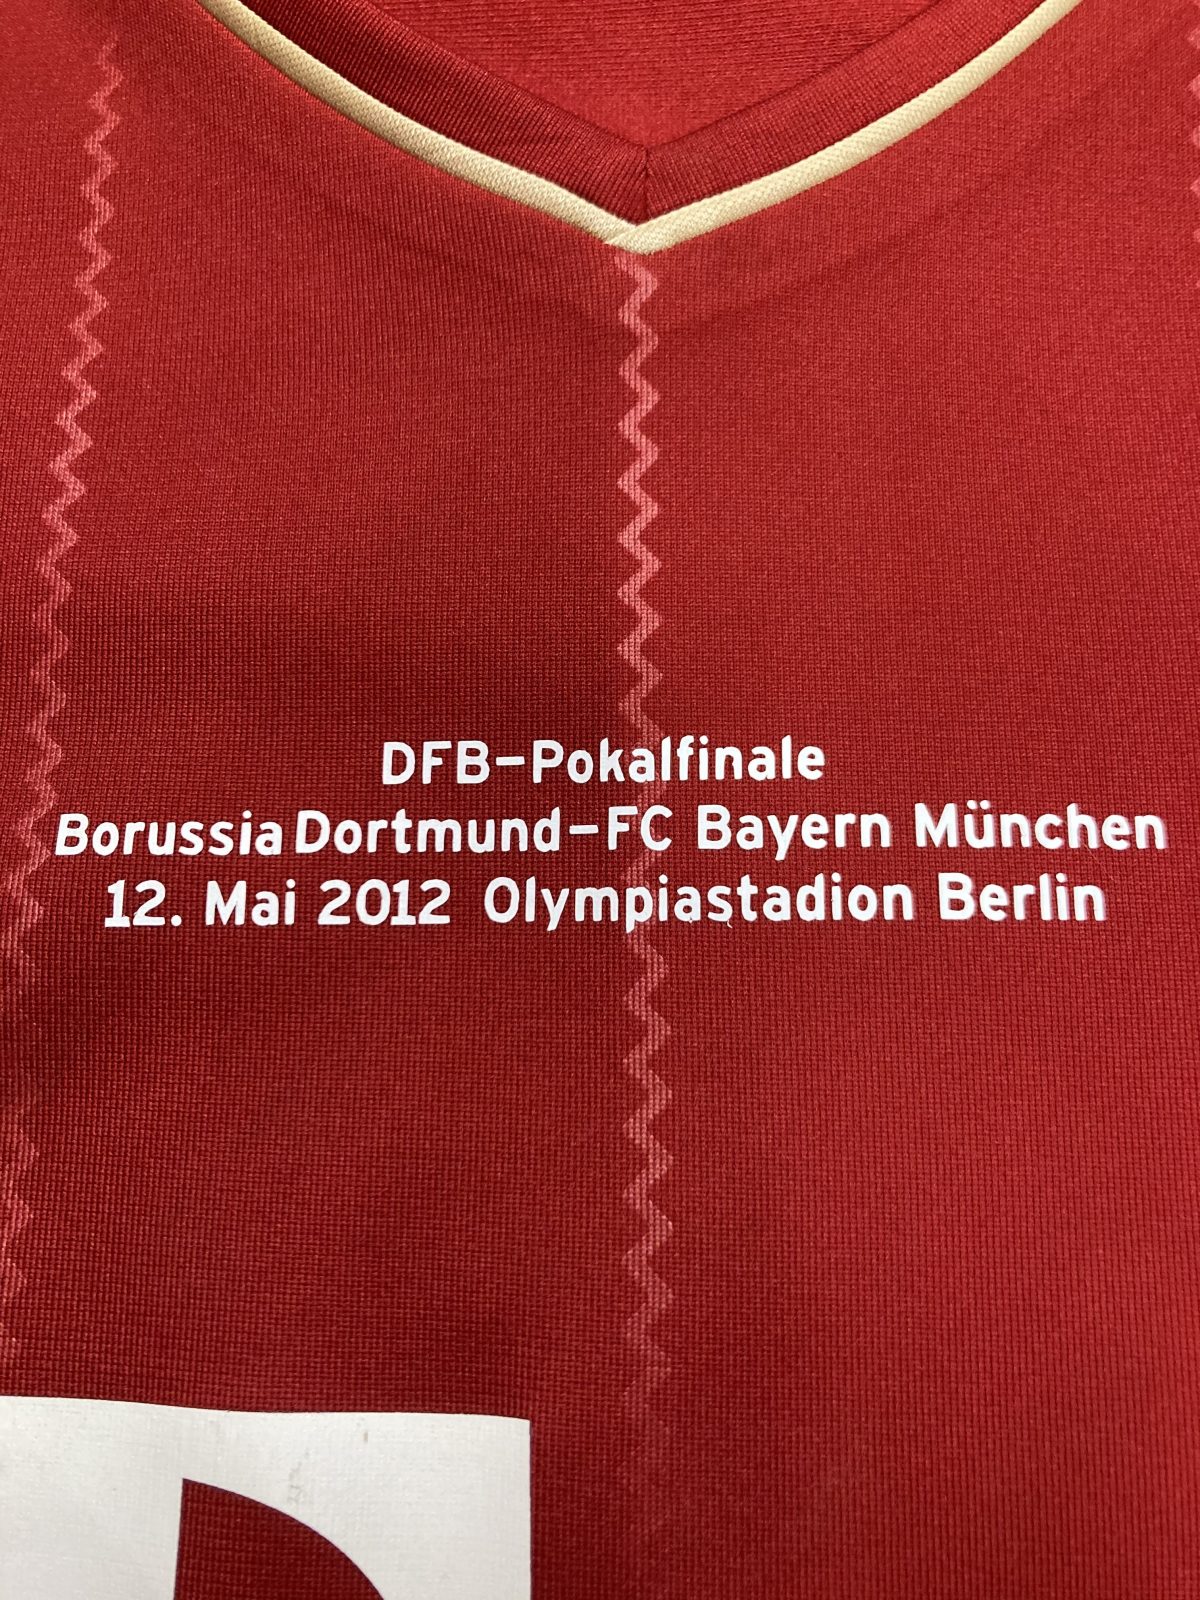 DFB-Pokalfinale
Borussia Dortmund-FC Bayern München
12. Mai 2012 Olympiastadion Berlin